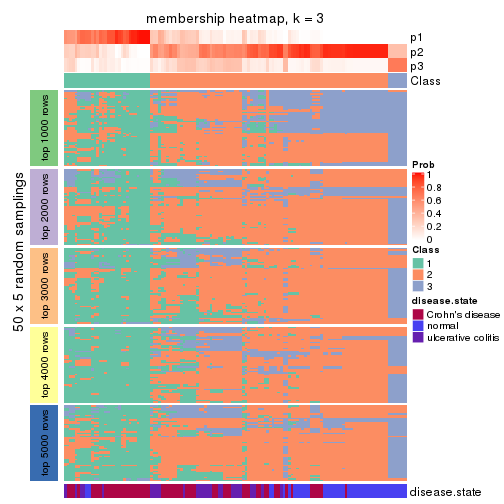 membership heatmap, k = 3
p1
p2
p3
Class
50 x 5 random samplings
top 1000 rows
top 2000 rows
top 3000 rows
top 4000 rows
top 5000 rows
Prob
1
0.8
0.6
0.4
0.2
0
Class
1
2
3
disease.state
Crohn's disease
normal
ulcerative colitis
disease.state